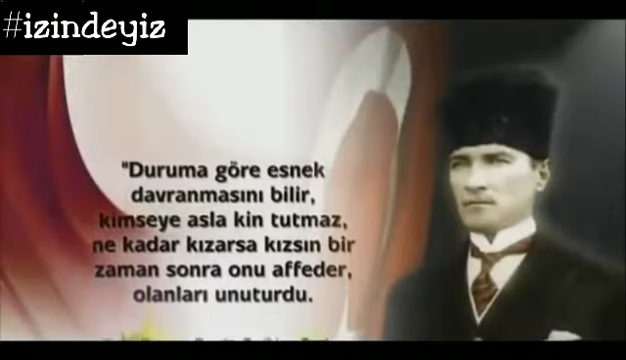 #izindeyiz
"Duruma göre esnek
davranmasını bilir,
kimseye asla kin tutmaz,
ne kadar kızarsa kızsın bir
zaman sonra onu affeder,
olanları unuturdu.